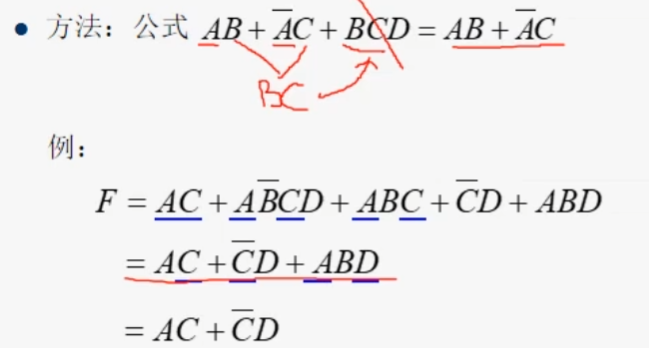 ● 方法：公式 AB + A̅C + BCD = AB + A̅C
BC
例：
F = AC + AB̅CD + ABC + C̅D + ABD
= AC + C̅D + ABD
= AC + C̅D